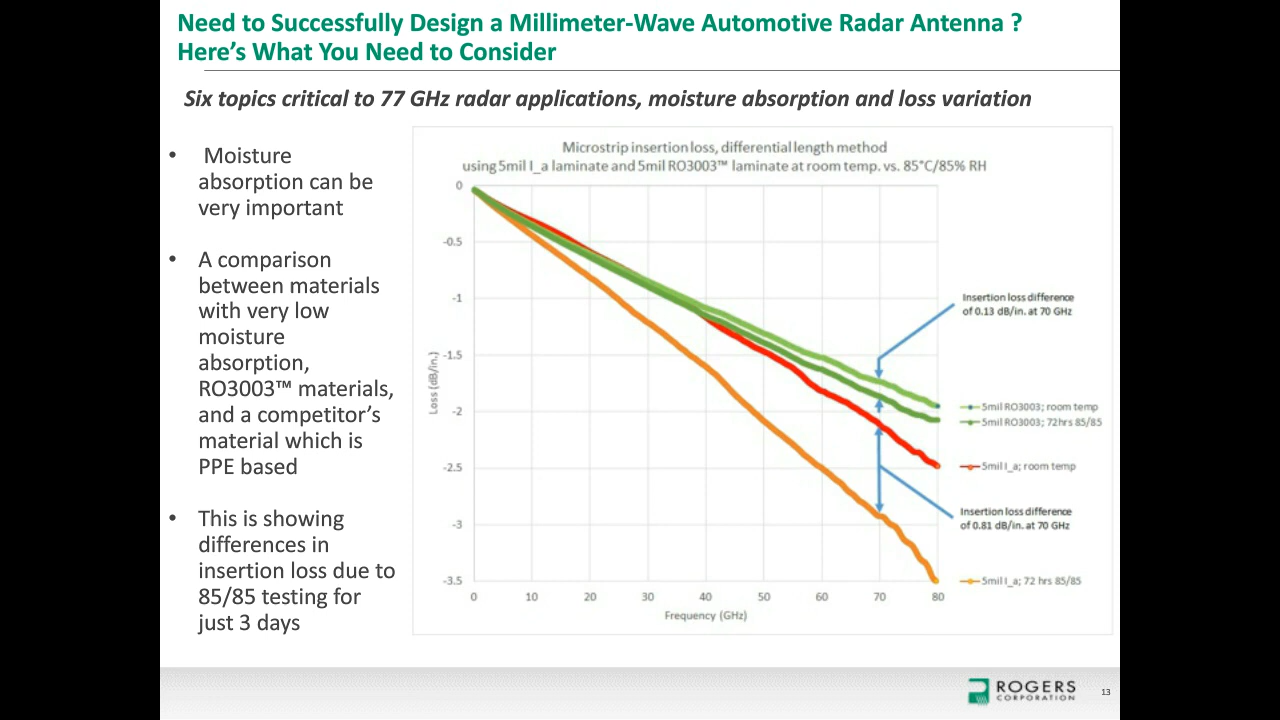 Need to Successfully Design a Millimeter-Wave Automotive Radar Antenna ?
Here's What You Need to Consider
Six topics critical to 77 GHz radar applications, moisture absorption and loss variation
• Moisture
absorption can be
very important
• A comparison
between materials
with very low
moisture
absorption,
RO3003™ materials,
and a competitor's
material which is
PPE based
• This is showing
differences in
insertion loss due to
85/85 testing for
just 3 days
Microstrip insertion loss, differential length method
using 5mil I_a laminate and 5mil RO3003™ laminate at room temp. vs. 85°C/85% RH
0
-0.5
-1
-1.5
-2
-2.5
-3
-3.5
Loss (dB/in.)
0 10 20 30 40 50 60 70 80
Frequency (GHz)
Insertion loss difference
of 0.13 dB/in. at 70 GHz
5mil RO3003; room temp
5mil RO3003; 72hrs 85/85
5mil I_a; room temp
Insertion loss difference
of 0.81 dB/in. at 70 GHz
5mil I_a; 72 hrs 85/85
ROGERS
CORPORATION
13